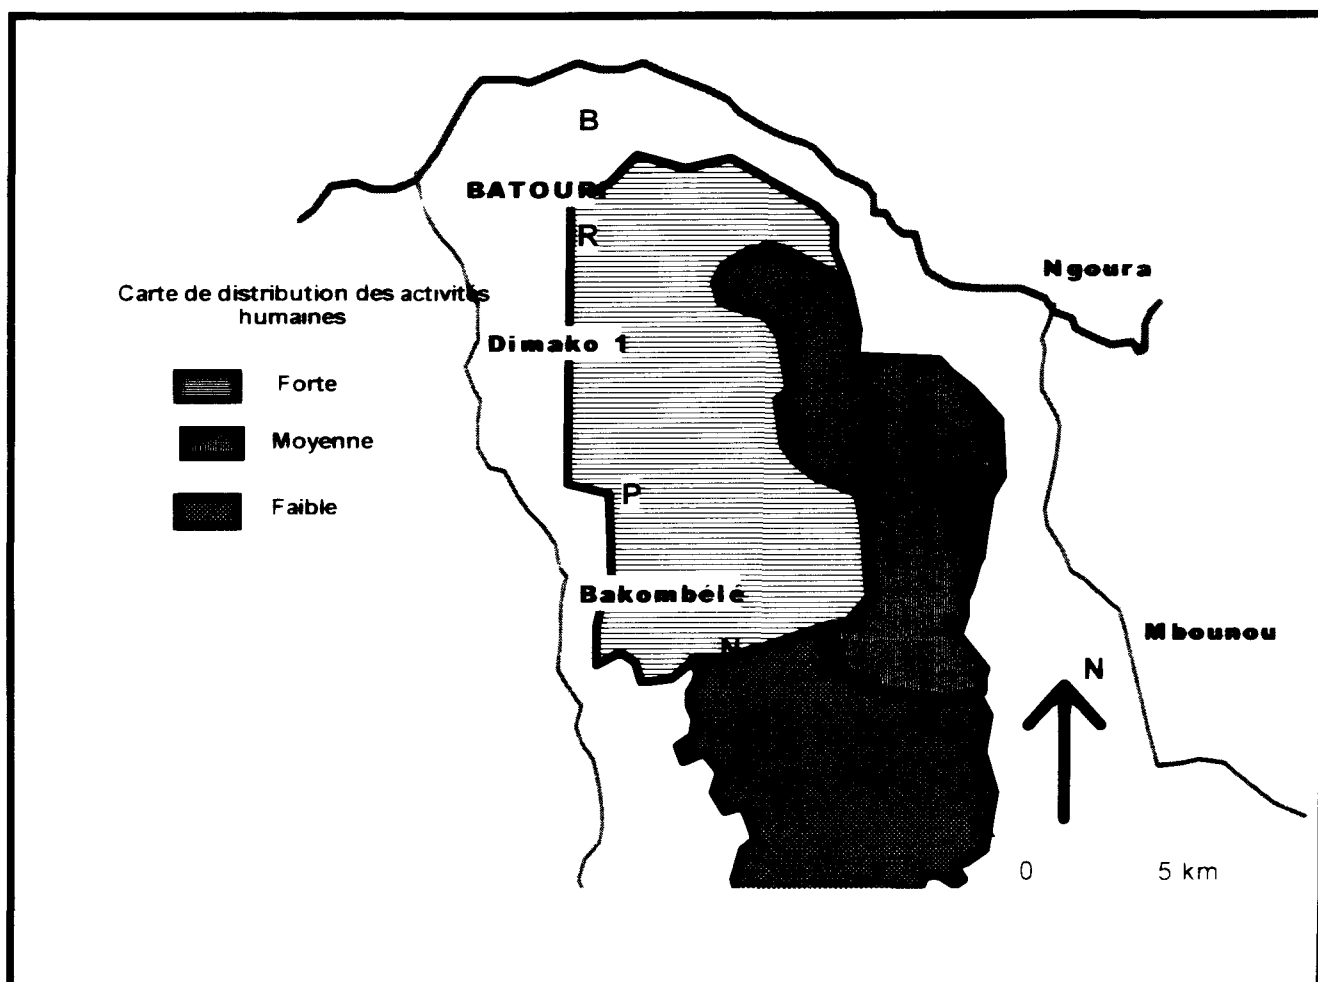 B
BATOURI
R
Ngoura
Carte de distribution des activités
humaines
Dimako 1
Forte
Moyenne
P
Faible
Bakombélé
N
Mbounou
N
0 5 km